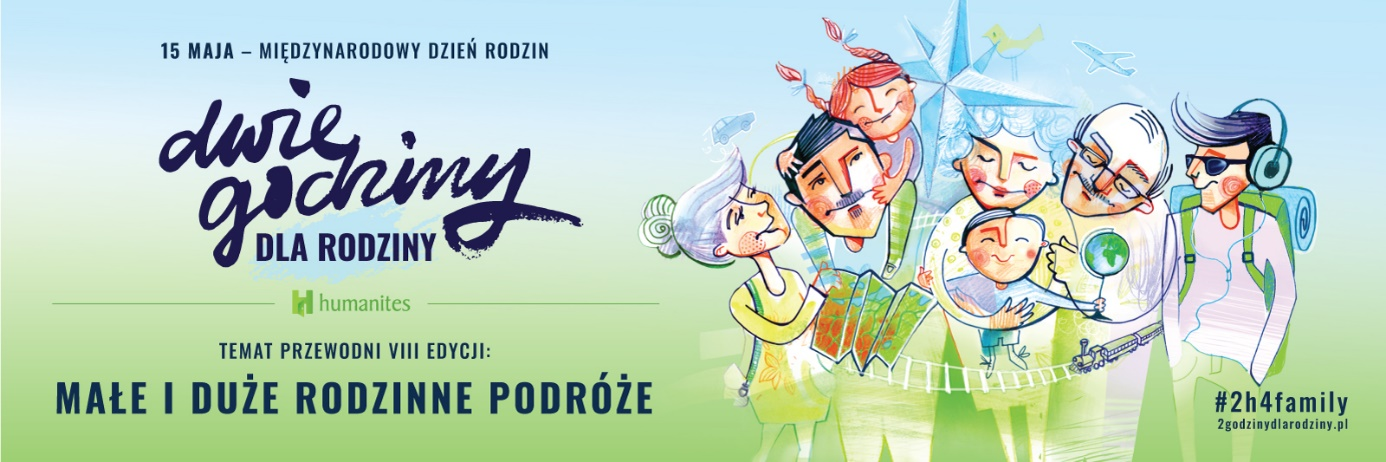 15 MAJA – MIĘDZYNARODOWY DZIEŃ RODZIN
dwie
godziny
DLA RODZINY
humanites
TEMAT PRZEWODNI VIII EDYCJI:
MAŁE I DUŻE RODZINNE PODRÓŻE
#2h4family
2godzinydlarodziny.pl